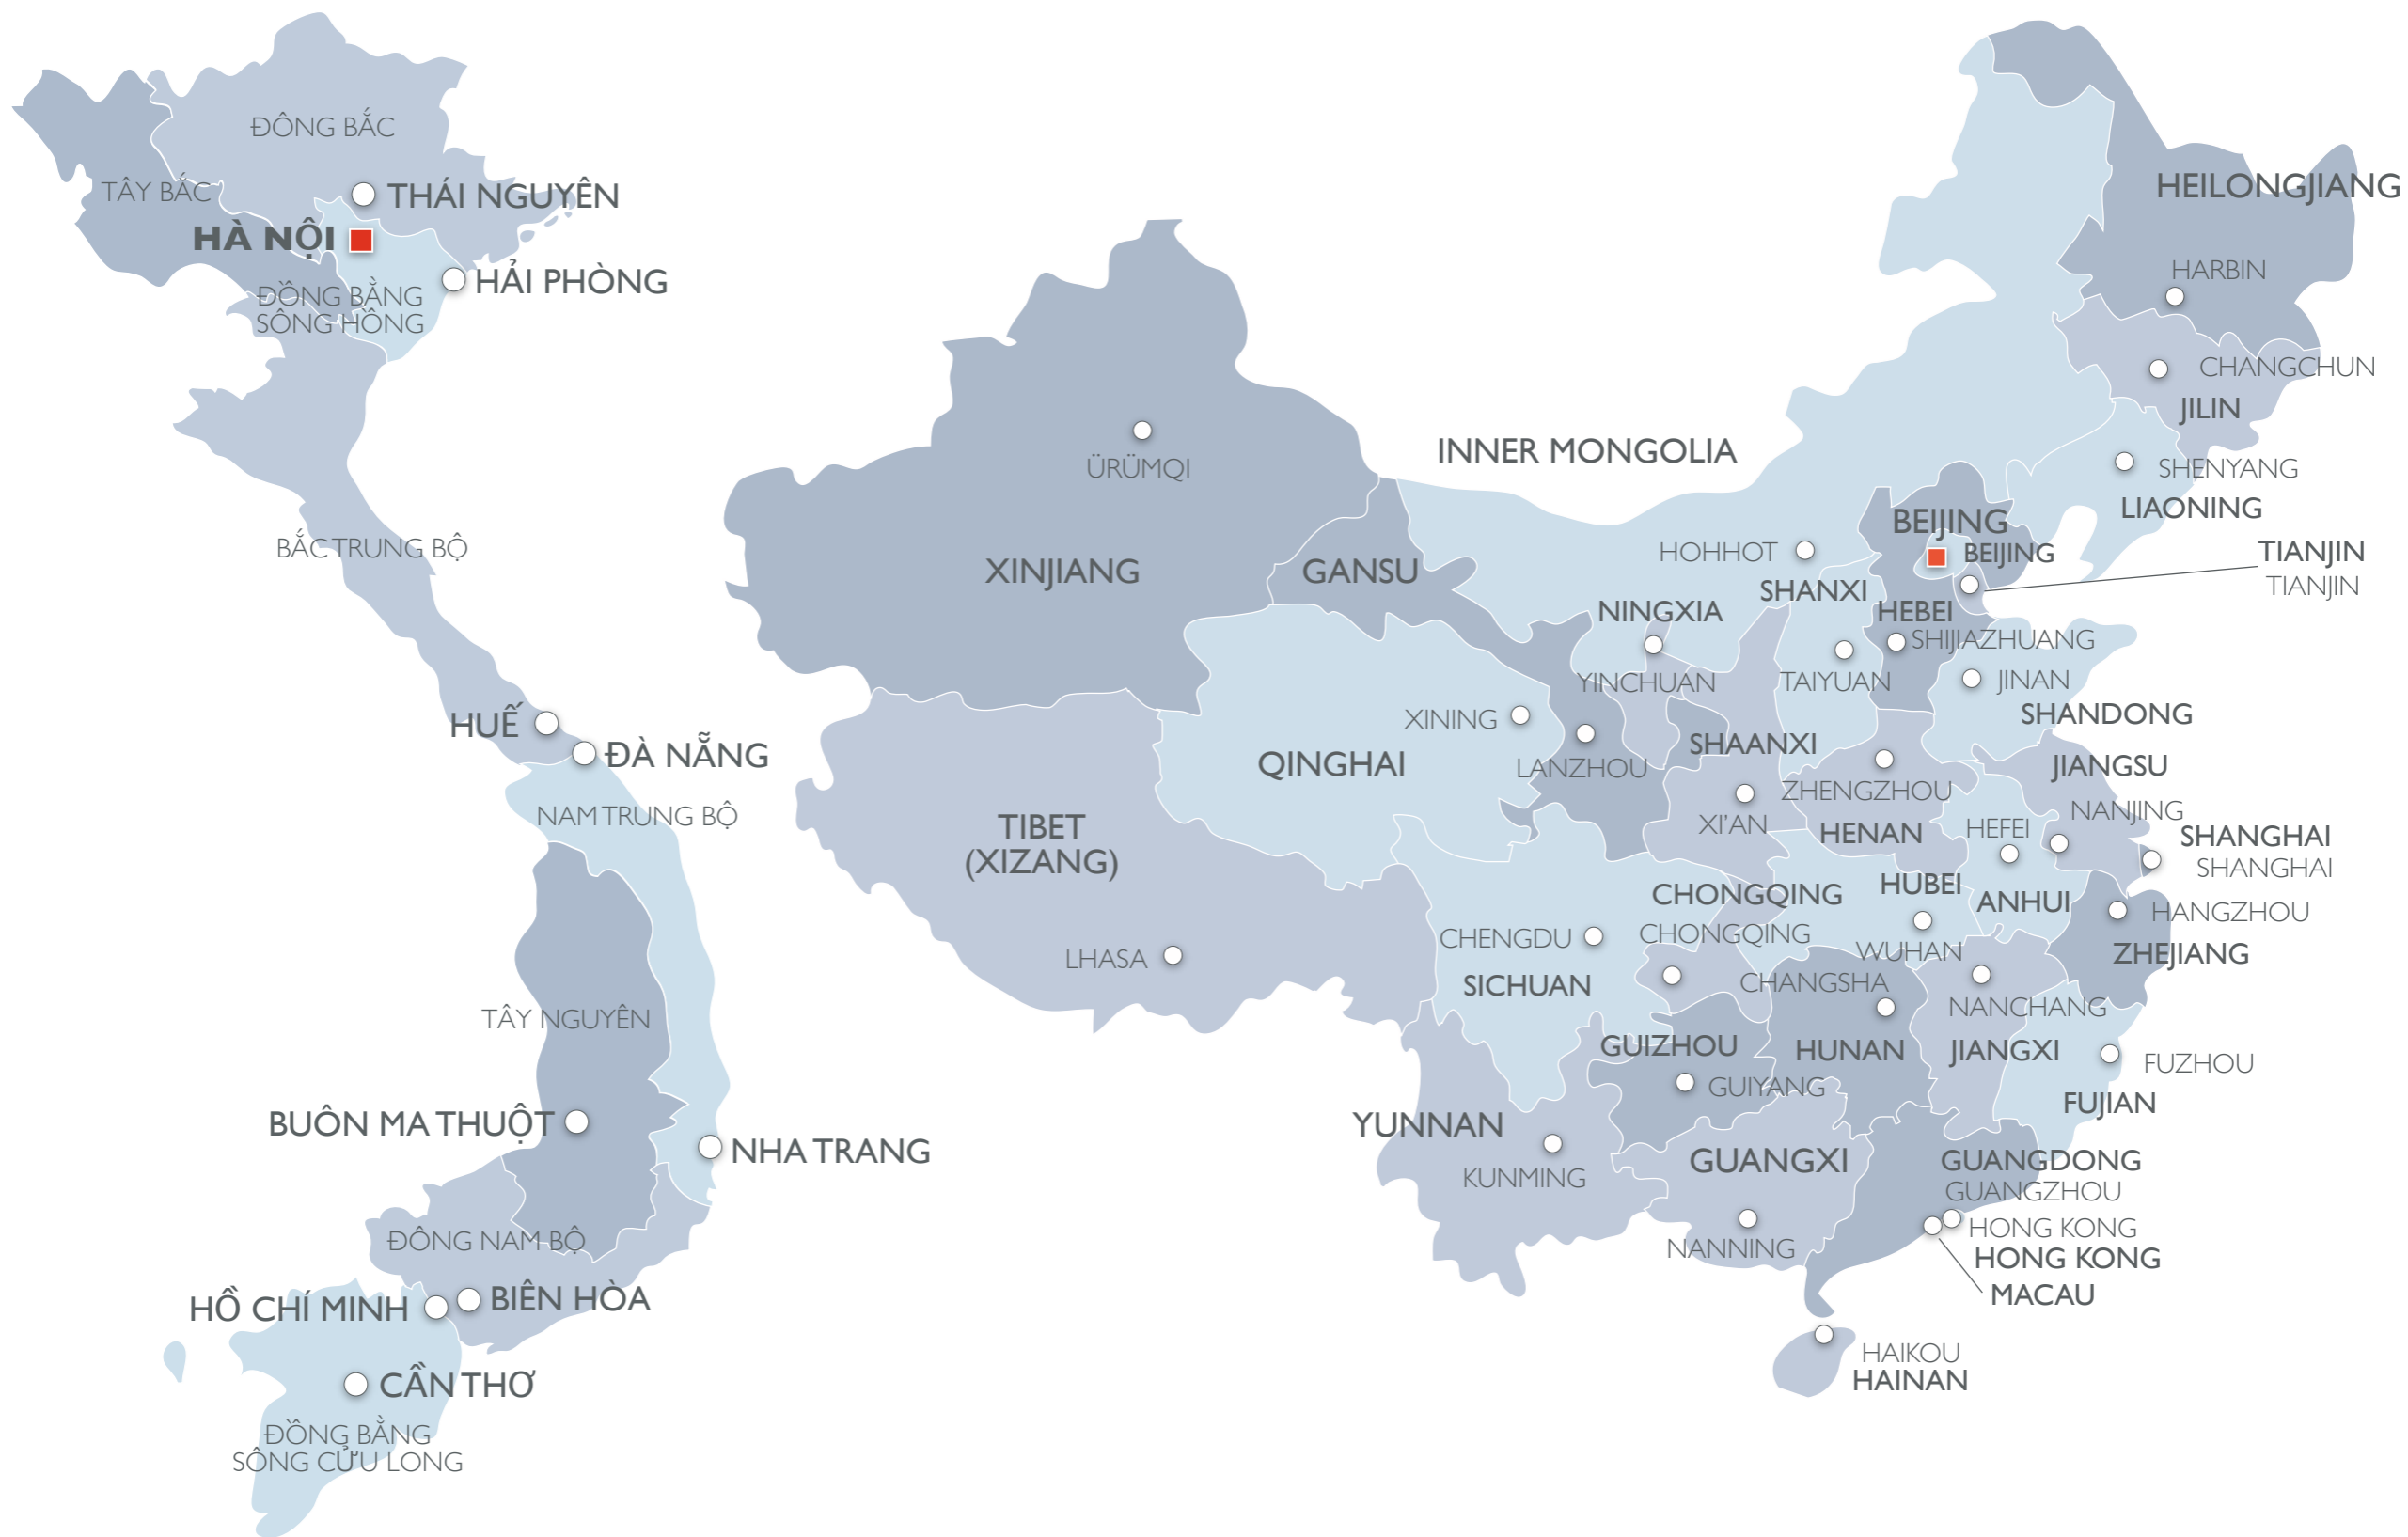 ĐÔNG BẮC
TÂY BẮC
THÁI NGUYÊN
HÀ NỘI
HẢI PHÒNG
ĐỒNG BẰNG
SÔNG HỒNG
BẮC TRUNG BỘ
HUẾ
ĐÀ NẴNG
NAM TRUNG BỘ
TÂY NGUYÊN
BUÔN MA THUỘT
NHA TRANG
ĐÔNG NAM BỘ
HỒ CHÍ MINH
BIÊN HÒA
CẦN THƠ
ĐỒNG BẰNG
SÔNG CỬU LONG
HEILONGJIANG
HARBIN
CHANGCHUN
JILIN
INNER MONGOLIA
ÜRÜMQI
SHENYANG
LIAONING
BEIJING
BEIJING
HOHHOT
TIANJIN
TIANJIN
XINJIANG
GANSU
SHANXI
NINGXIA
HEBEI
SHIJIAZHUANG
YINCHUAN
TAIYUAN
JINAN
XINING
SHANDONG
SHAANXI
QINGHAI
LANZHOU
JIANGSU
ZHENGZHOU
NANJING
TIBET
(XIZANG)
XI'AN
HENAN
HEFEI
SHANGHAI
SHANGHAI
CHONGQING
HUBEI
ANHUI
HANGZHOU
CHENGDU
CHONGQING
WUHAN
ZHEJIANG
LHASA
SICHUAN
CHANGSHA
NANCHANG
GUIZHOU
HUNAN
JIANGXI
FUZHOU
GUIYANG
FUJIAN
YUNNAN
GUANGXI
GUANGDONG
KUNMING
GUANGZHOU
NANNING
HONG KONG
HONG KONG
MACAU
HAIKOU
HAINAN